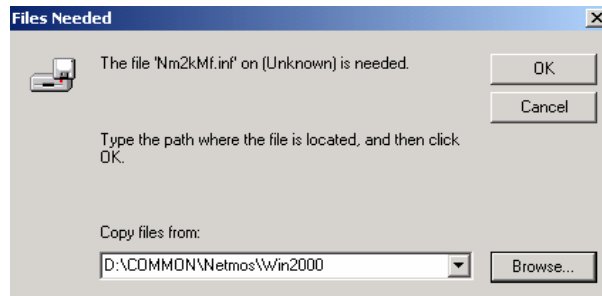 Files Needed
The file 'Nm2kMf.inf' on (Unknown) is needed.
OK
Cancel
Type the path where the file is located, and then click
OK.
Copy files from:
D:\COMMON\Netmos\Win2000
Browse...